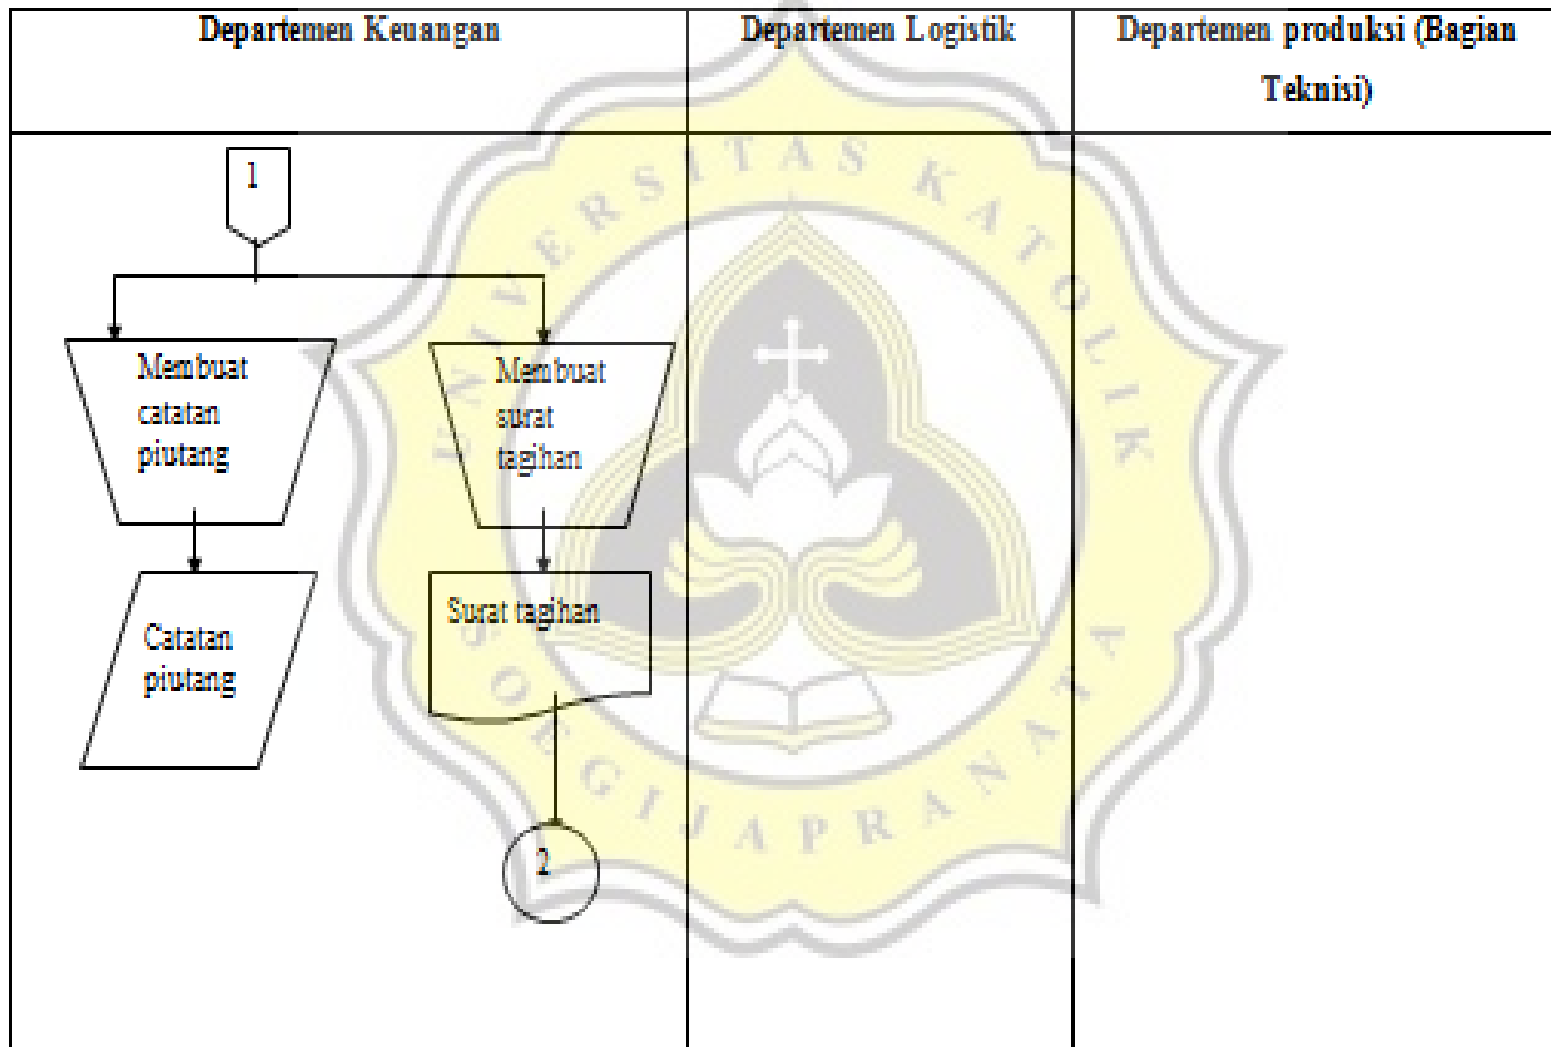 Departemen Keuangan
Departemen Logistik
Departemen produksi (Bagian
Teknisi)
1
Membuat
catatan
piutang
Membuat
surat
tagihan
Catatan
piutang
Surat tagihan
2
UNIVERSITAS KATOLIK
SOEGIJAPRANATA